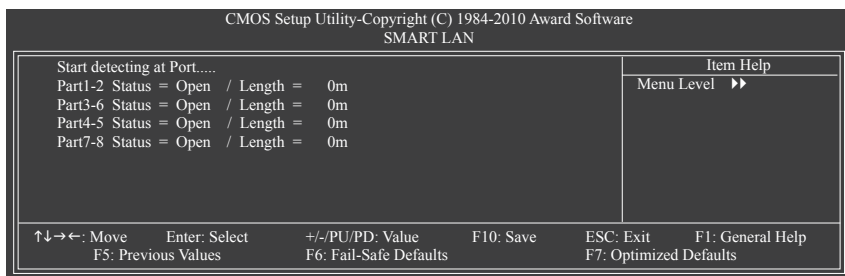 CMOS Setup Utility-Copyright (C) 1984-2010 Award Software
SMART LAN
Start detecting at Port.....
Part1-2 Status = Open / Length = 0m
Part3-6 Status = Open / Length = 0m
Part4-5 Status = Open / Length = 0m
Part7-8 Status = Open / Length = 0m
Item Help
Menu Level ▶▶
↑↓→←: Move Enter: Select +/-/PU/PD: Value F10: Save ESC: Exit F1: General Help
F5: Previous Values F6: Fail-Safe Defaults F7: Optimized Defaults